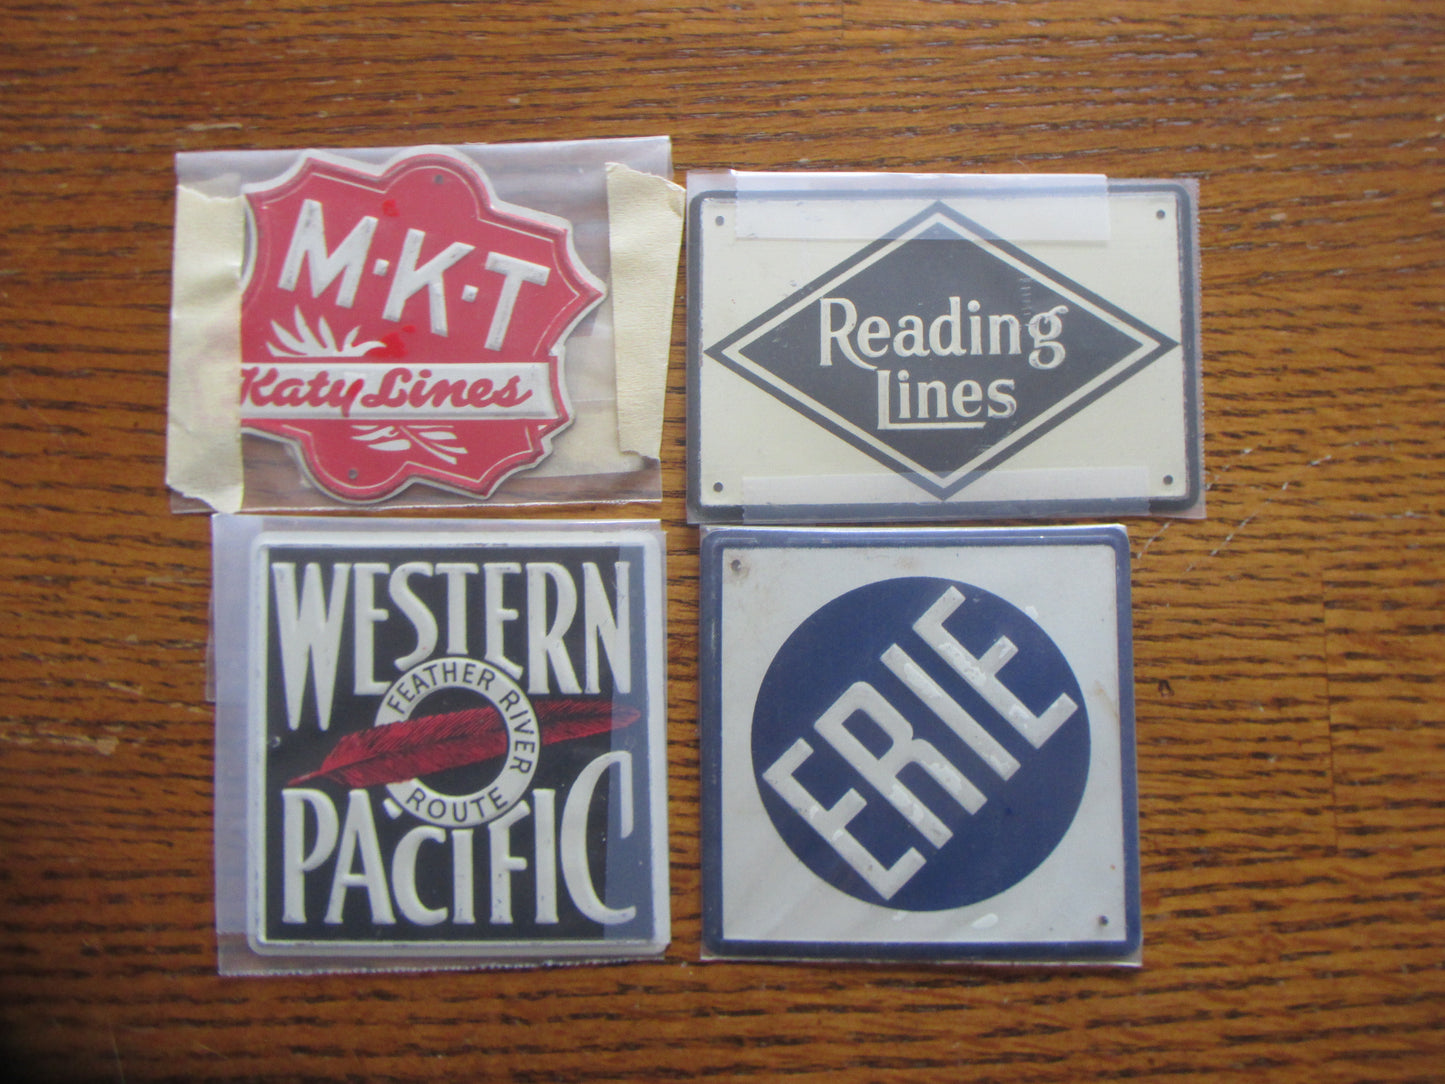 M·K·T
Katy Lines
Reading
Lines
WESTERN
FEATHER RIVER
ROUTE
PACIFIC
ERIE